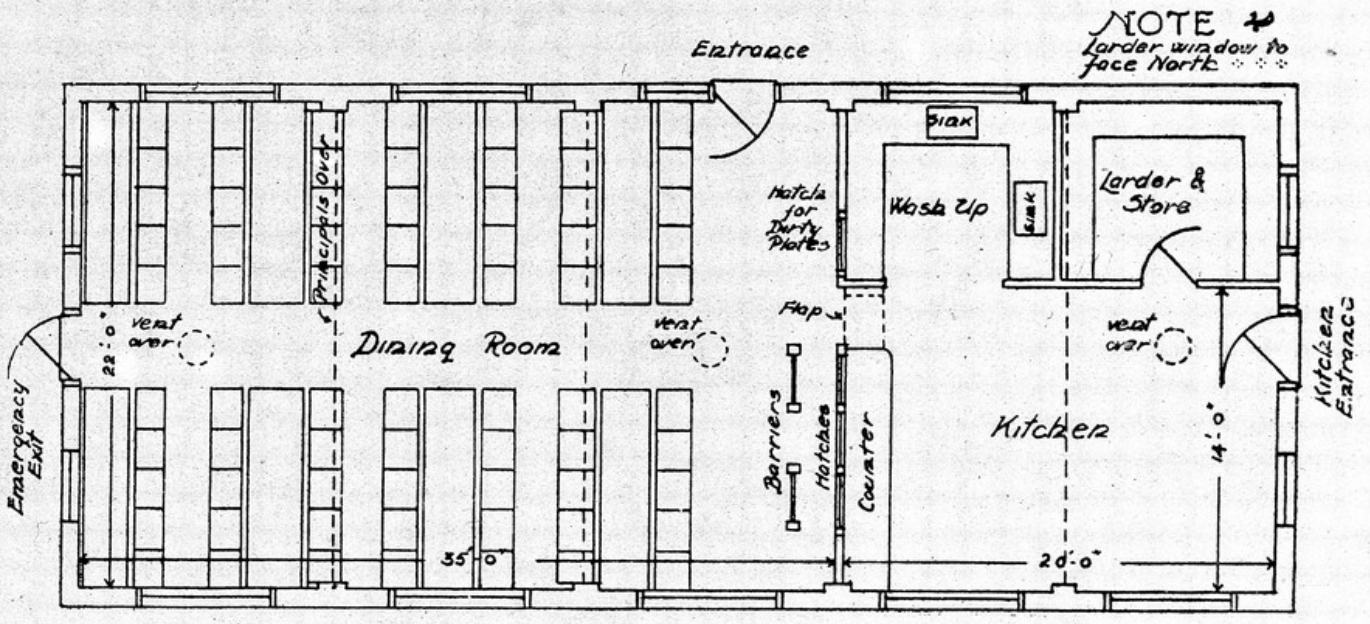 NOTE
Larder window to
face North
Entrance
Sink
Principals Over
Hatch
for
Dirty
Plates
Wash Up
Sink
Larder &
Store
Flap
vent
over
22'-0"
Dining Room
vent
over
vent
over
Kitchen
Entrance
Emergency
Exit
Barriers
Hatches
Counter
Kitchen
14'-0"
35'-0"
20'-0"